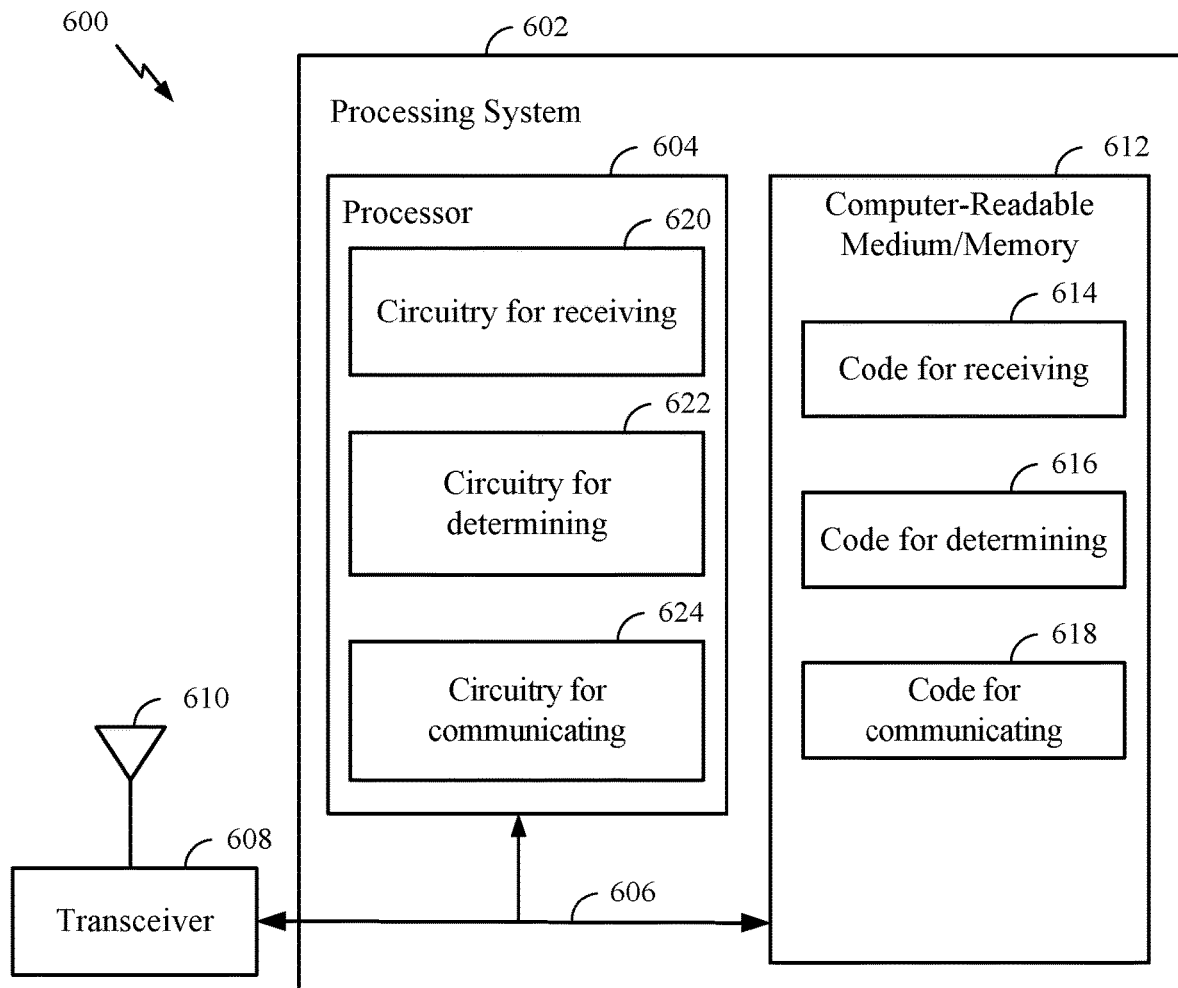 600
602
Processing System
604
612
Processor
620
Circuitry for receiving
622
Circuitry for
determining
624
Circuitry for
communicating
Computer-Readable
Medium/Memory
614
Code for receiving
616
Code for determining
618
Code for
communicating
610
608
Transceiver
606